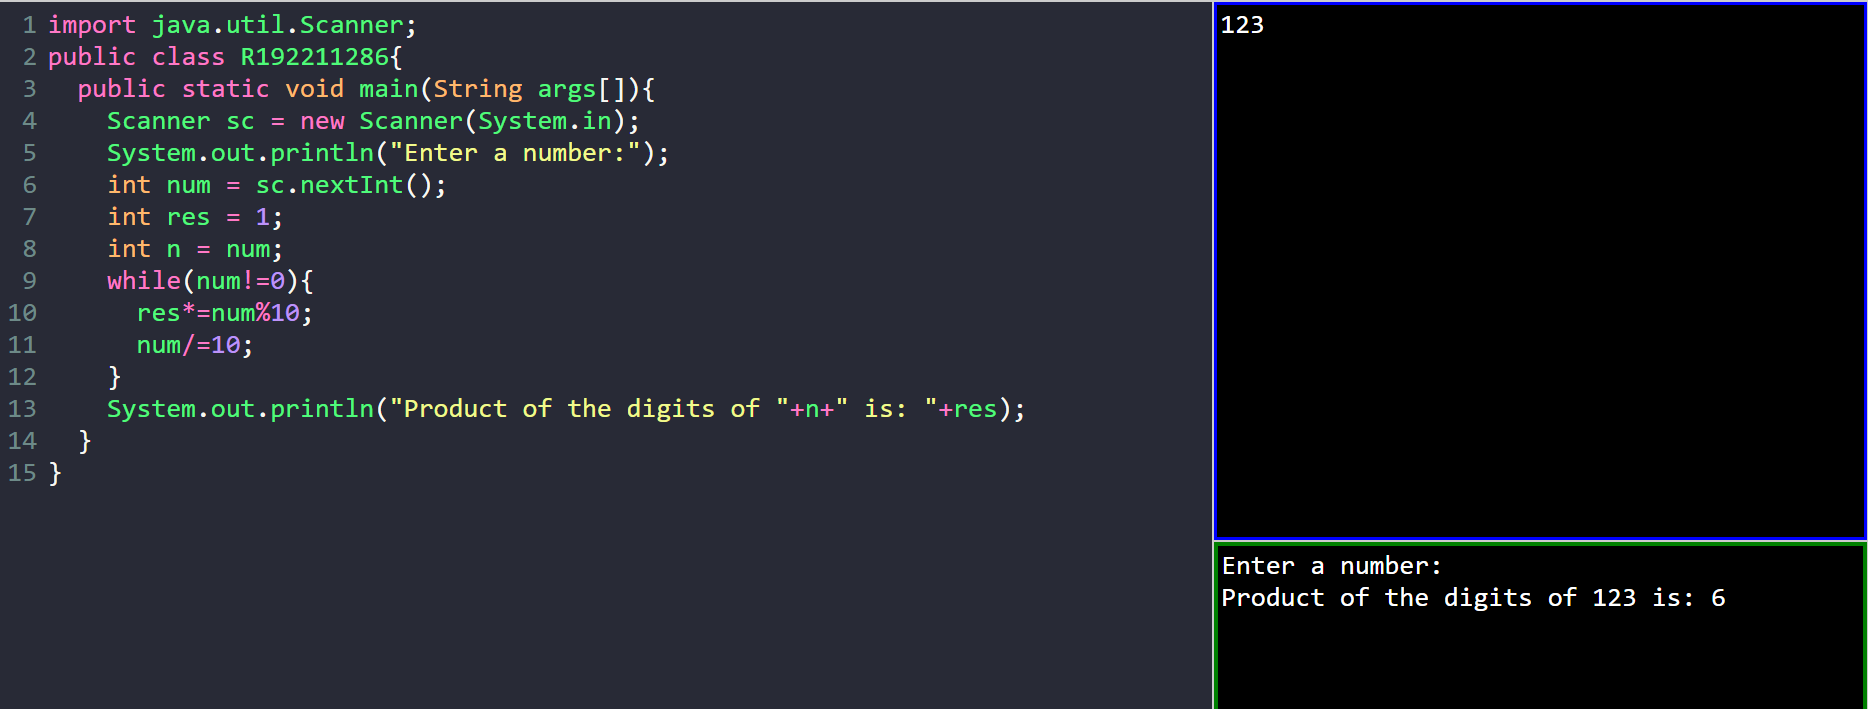 1 import java.util.Scanner;
2 public class R192211286{
3   public static void main(String args[]){
4     Scanner sc = new Scanner(System.in);
5     System.out.println("Enter a number:");
6     int num = sc.nextInt();
7     int res = 1;
8     int n = num;
9     while(num!=0){
10       res*=num%10;
11       num/=10;
12     }
13     System.out.println("Product of the digits of "+n+" is: "+res);
14   }
15 }
123
Enter a number:
Product of the digits of 123 is: 6